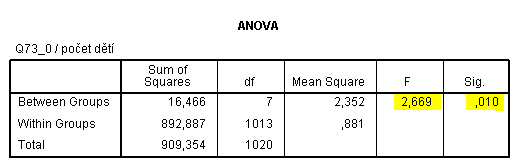 ANOVA
Q73_0 / počet dětí
Sum of Squares df Mean Square F Sig.
Between Groups 16,466 7 2,352 2,669 ,010
Within Groups 892,887 1013 ,881
Total 909,354 1020